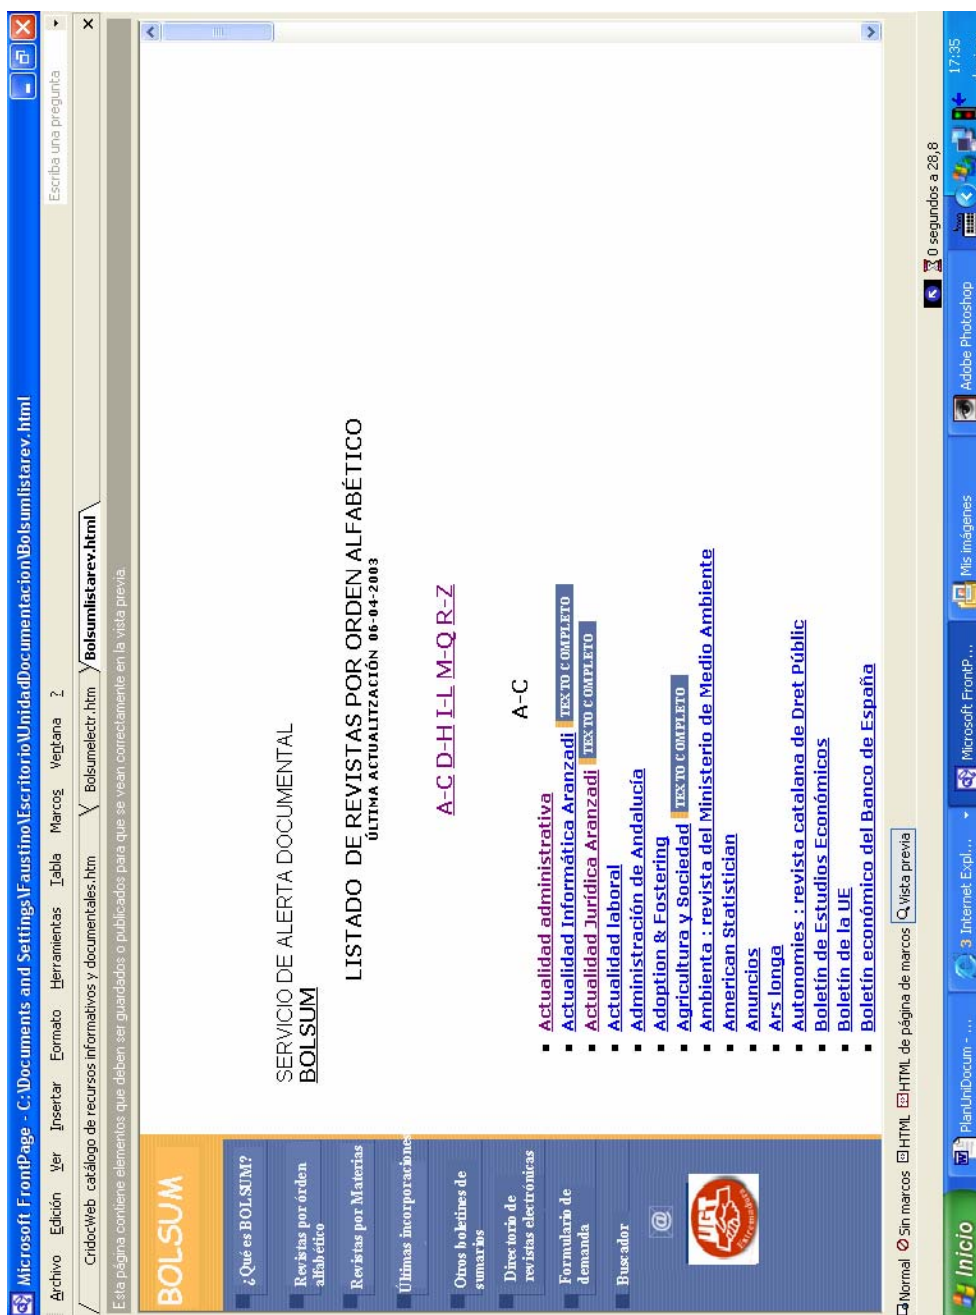 Microsoft FrontPage - C:\Documents and Settings\Faustino\Escritorio\UnidadDocumentacion\Bolsumlistarev.html
Archivo Edición Ver Insertar Formato Herramientas Tabla Marcos Ventana ?
Escriba una pregunta
CridocWeb catálogo de recursos informativos y documentales.htm
Bolsumelectr.htm
Bolsumlistarev.html
Esta página contiene elementos que deben ser guardados o publicados para que se vean correctamente en la vista previa.
BOLSUM
¿Qué es BOLSUM?
Revistas por órden
alfabético
Revistas por Materias
Últimas incorporaciones
Otros boletines de
sumarios
Directorio de
revistas electrónicas
Formulario de
demanda
Buscador
@
UGT
Extremadura
SERVICIO DE ALERTA DOCUMENTAL
BOLSUM
LISTADO DE REVISTAS POR ORDEN ALFABÉTICO
ÚLTIMA ACTUALITZACIÓN 06-04-2003
A-C D-H I-L M-Q R-Z
A-C
Actualidad administrativa
Actualidad Informática Aranzadi TEXTO COMPLETO
Actualidad Jurídica Aranzadi TEXTO COMPLETO
Actualidad laboral
Administración de Andalucía
Adoption & Fostering
Agricultura y Sociedad TEXTO COMPLETO
Ambienta : revista del Ministerio de Medio Ambiente
American Statistician
Anuncios
Ars longa
Autonomies : revista catalana de Dret Públic
Boletín de Estudios Económicos
Boletín de la UE
Boletín económico del Banco de España
Normal Sin marcos HTML HTML de página de marcos Vista previa
0 segundos a 28,8
Inicio
PlanUniDocum - ...
3 Internet Expl...
Microsoft FrontP...
Mis imágenes
Adobe Photoshop
17:35